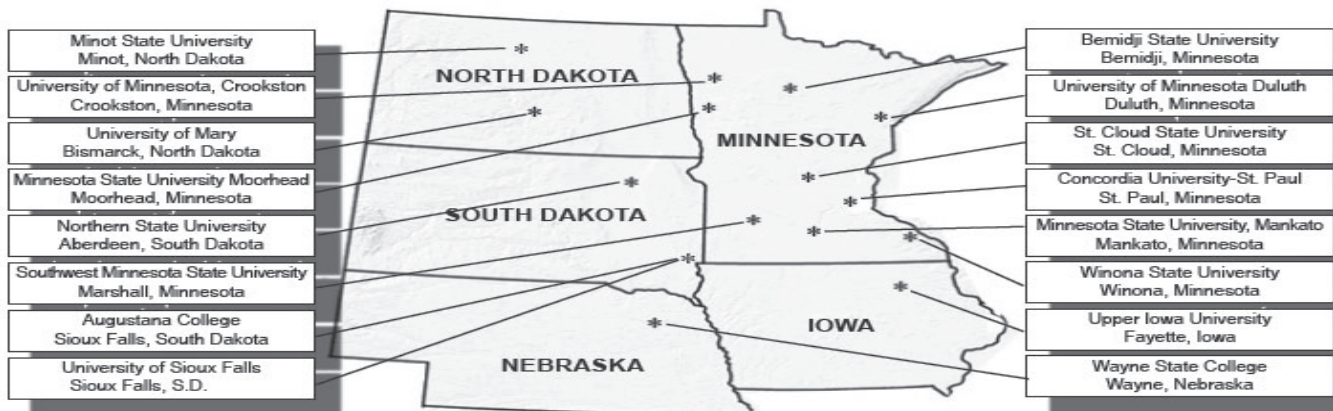 Minot State University
Minot, North Dakota
University of Minnesota, Crookston
Crookston, Minnesota
University of Mary
Bismarck, North Dakota
Minnesota State University Moorhead
Moorhead, Minnesota
Northern State University
Aberdeen, South Dakota
Southwest Minnesota State University
Marshall, Minnesota
Augustana College
Sioux Falls, South Dakota
University of Sioux Falls
Sioux Falls, S.D.
NORTH DAKOTA
MINNESOTA
SOUTH DAKOTA
IOWA
NEBRASKA
Bemidji State University
Bemidji, Minnesota
University of Minnesota Duluth
Duluth, Minnesota
St. Cloud State University
St. Cloud, Minnesota
Concordia University-St. Paul
St. Paul, Minnesota
Minnesota State University, Mankato
Mankato, Minnesota
Winona State University
Winona, Minnesota
Upper Iowa University
Fayette, Iowa
Wayne State College
Wayne, Nebraska